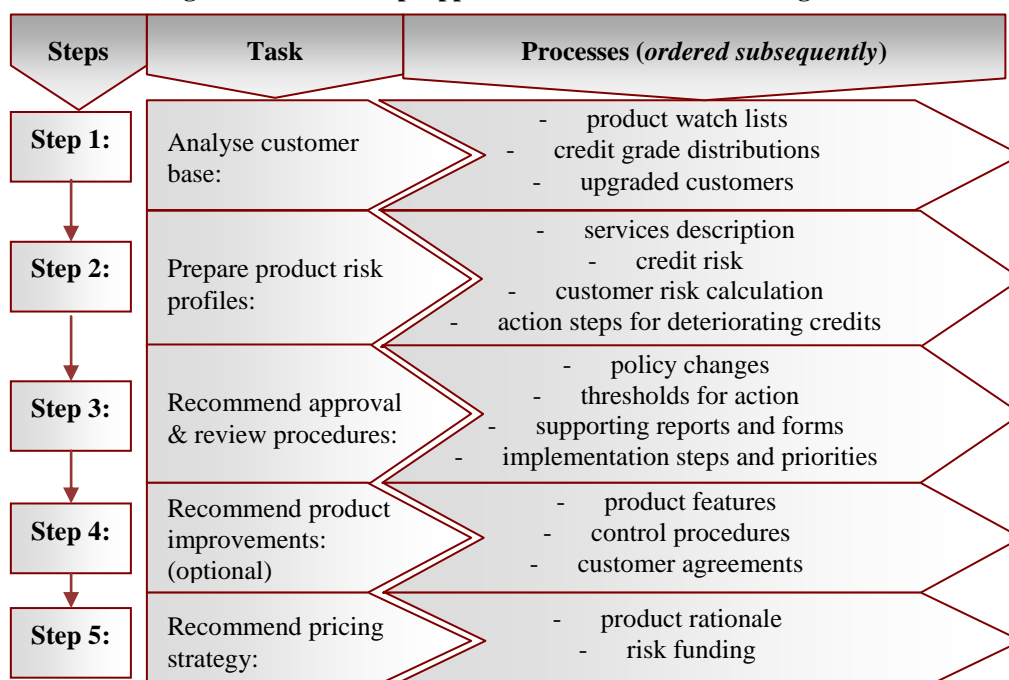 Steps
Task
Processes (ordered subsequently)
Step 1:
Analyse customer
base:
- product watch lists
- credit grade distributions
- upgraded customers
Step 2:
Prepare product risk
profiles:
- services description
- credit risk
- customer risk calculation
- action steps for deteriorating credits
Step 3:
Recommend approval
& review procedures:
- policy changes
- thresholds for action
- supporting reports and forms
- implementation steps and priorities
Step 4:
Recommend product
improvements:
(optional)
- product features
- control procedures
- customer agreements
Step 5:
Recommend pricing
strategy:
- product rationale
- risk funding